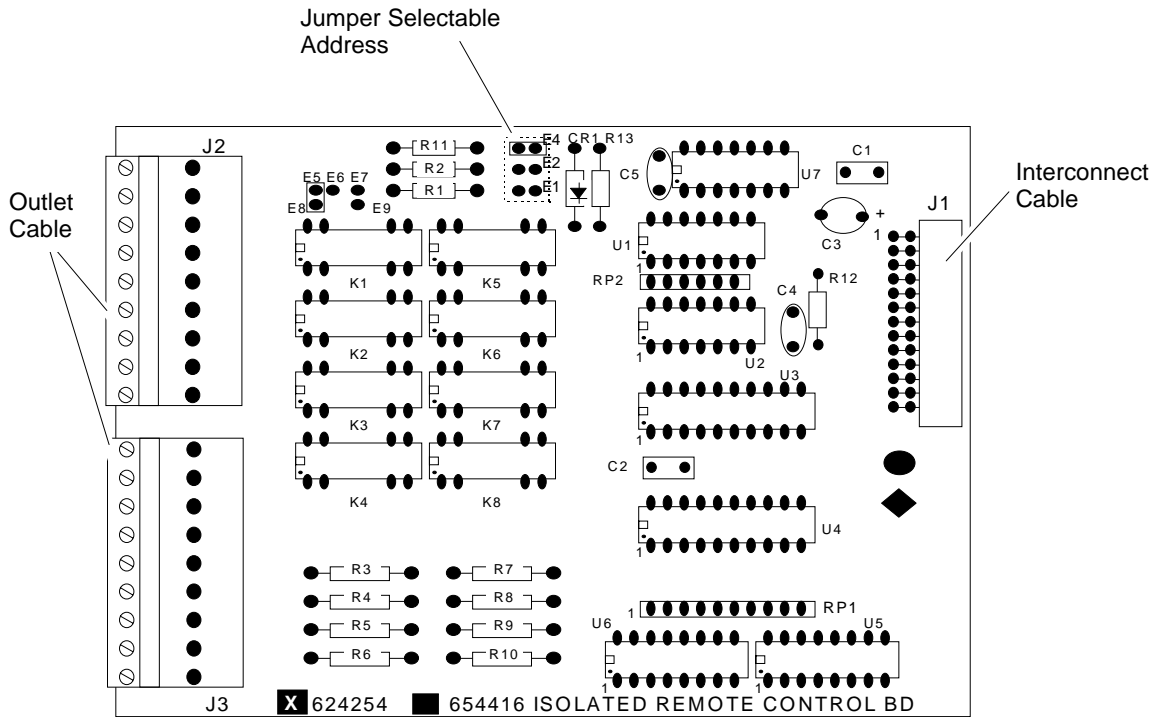 Jumper Selectable
Address
J2
R11
R2
R1
E4
E2
E1
CR1 R13
C5
U7
C1
Interconnect
Cable
J1
E5 E6 E7
E8 E9
Outlet
Cable
C3
+
1
U1
1
K1
K5
RP2
C4
R12
K2
K6
U2
1
U3
K3
K7
1
C2
K4
K8
U4
1
R3
R7
R4
R8
1
RP1
R5
R9
U6
U5
R6
R10
1
1
J3
X 624254 654416 ISOLATED REMOTE CONTROL BD